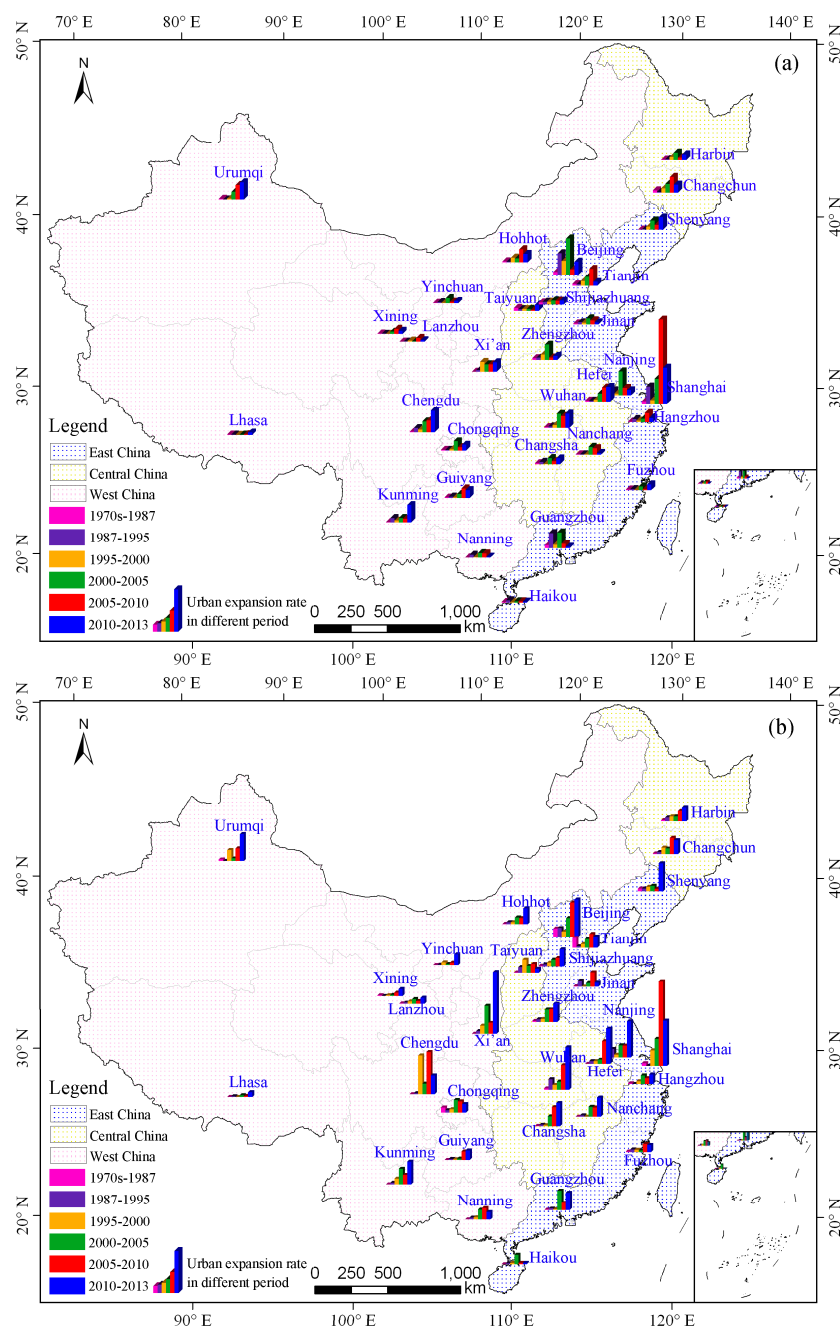 70° E 80° E 90° E 100° E 110° E 120° E 130° E 140° E
50° N
50° N
(a)
N
Harbin
Urumqi
Changchun
40° N
40° N
Shenyang
Hohhot
Beijing
Tianjin
Yinchuan
Taiyuan
Shijiazhuang
Xining
Lanzhou
Jinan
Zhengzhou
Xi'an
Nanjing
Hefei
30° N
30° N
Chengdu
Wuhan
Shanghai
Lhasa
Hangzhou
Chongqing
Nanchang
Changsha
Legend
East China
Central China
West China
1970s-1987
1987-1995
1995-2000
2000-2005
2005-2010
2010-2013
Urban expansion rate
in different period
Guiyang
Fuzhou
Kunming
Guangzhou
Nanning
20° N
20° N
Haikou
0 250 500 1,000
km
90° E 100° E 110° E 120° E
70° E 80° E 90° E 100° E 110° E 120° E 130° E 140° E
50° N
50° N
(b)
N
Harbin
Urumqi
Changchun
40° N
40° N
Shenyang
Hohhot
Beijing
Tianjin
Yinchuan
Taiyuan
Shijiazhuang
Xining
Jinan
Lanzhou
Zhengzhou
Nanjing
Xi'an
Chengdu
30° N
30° N
Shanghai
Wuhan
Hefei
Lhasa
Hangzhou
Chongqing
Nanchang
Changsha
Legend
East China
Central China
West China
1970s-1987
1987-1995
1995-2000
2000-2005
2005-2010
2010-2013
Urban expansion rate
in different period
Guiyang
Kunming
Fuzhou
Guangzhou
Nanning
20° N
20° N
Haikou
0 250 500 1,000
km
90° E 100° E 110° E 120° E